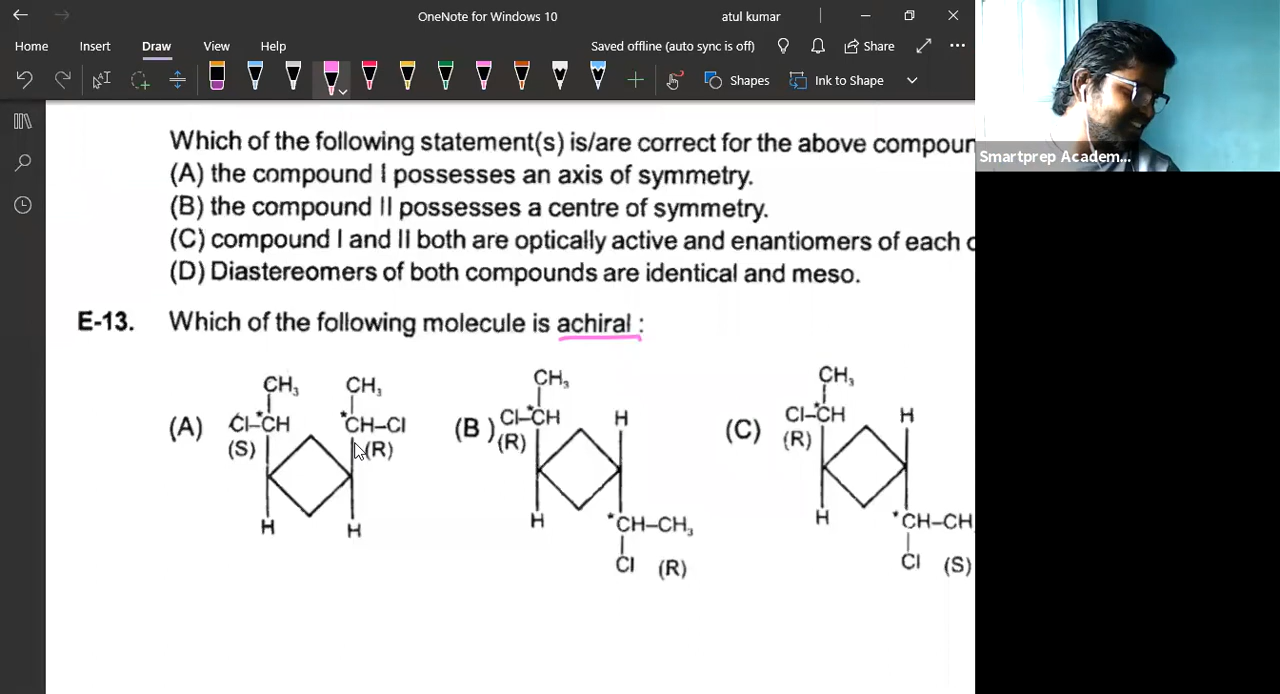 OneNote for Windows 10
atul kumar
Home Insert Draw View Help
Saved offline (auto sync is off)
Share
Shapes
Ink to Shape
Smartprep Academ...
Which of the following statement(s) is/are correct for the above compoun
(A) the compound I possesses an axis of symmetry.
(B) the compound II possesses a centre of symmetry.
(C) compound I and II both are optically active and enantiomers of each
(D) Diastereomers of both compounds are identical and meso.
E-13. Which of the following molecule is achiral :
(A)
CH₃ CH₃
Cl–*CH *CH–Cl
(S) (R)
H H
(B)
CH₃
Cl–*CH H
(R)
H *CH–CH₃
Cl (R)
(C)
CH₃
Cl–*CH H
(R)
H *CH–CH
Cl (S)